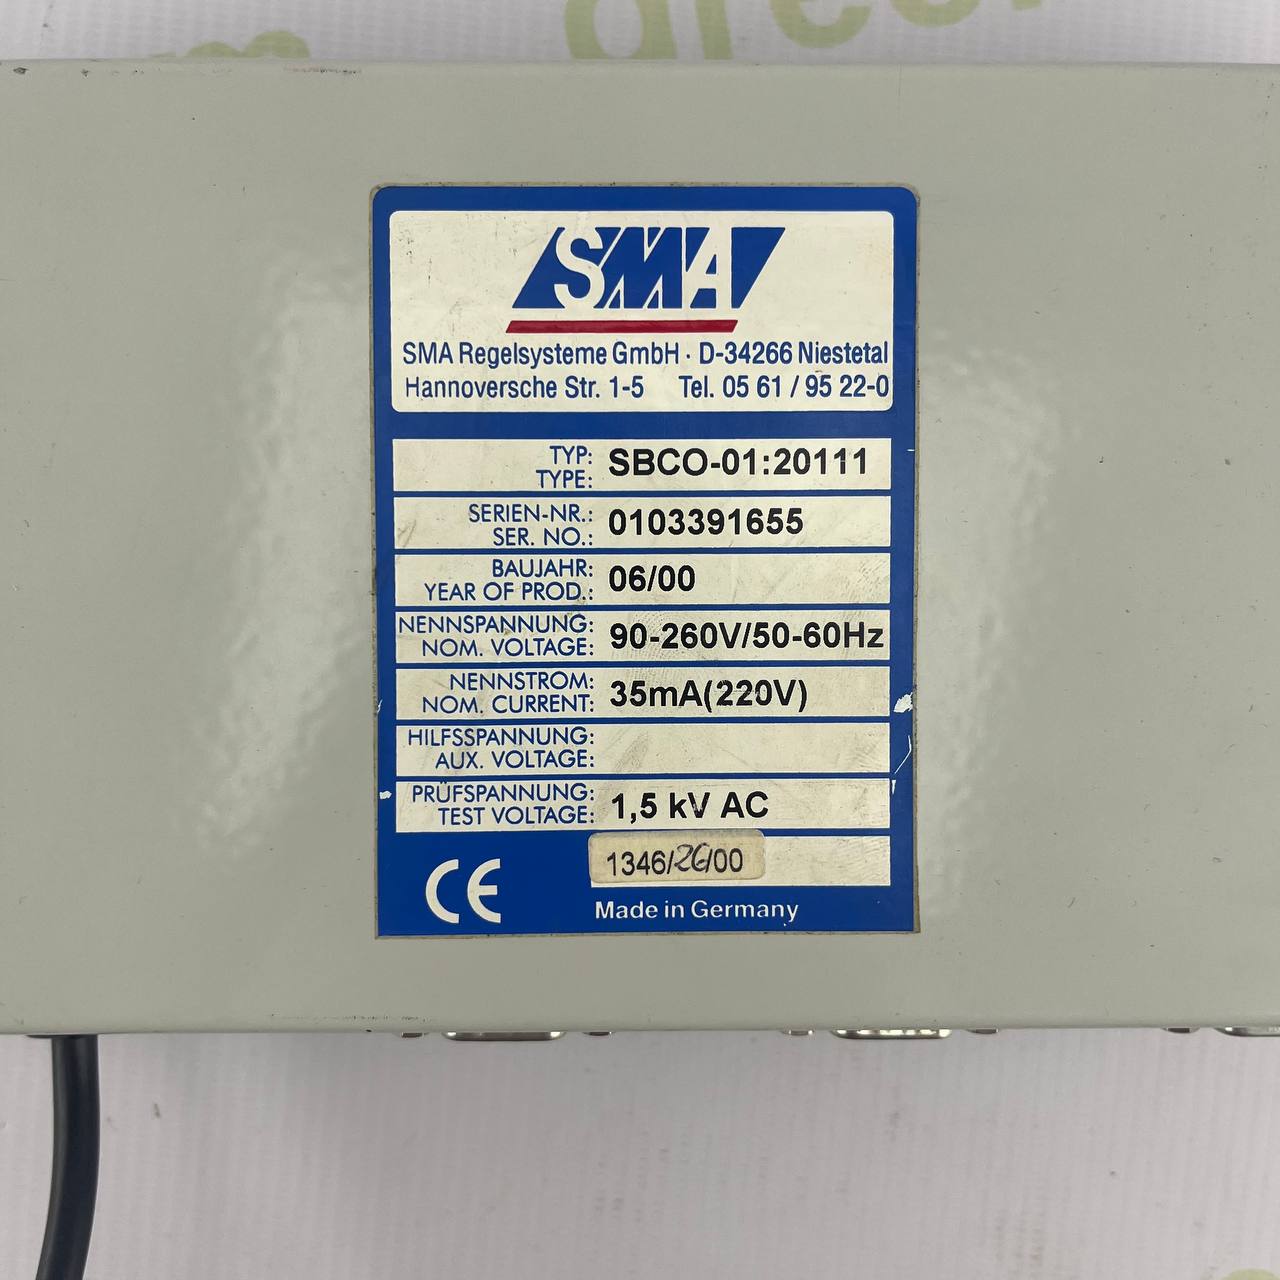 SMA
SMA Regelsysteme GmbH · D-34266 Niestetal
Hannoversche Str. 1-5 Tel. 05 61 / 95 22-0
TYP:
TYPE: SBCO-01:20111
SERIEN-NR.:
SER. NO.: 0103391655
BAUJAHR:
YEAR OF PROD.: 06/00
NENNSPANNUNG:
NOM. VOLTAGE: 90-260V/50-60Hz
NENNSTROM:
NOM. CURRENT: 35mA(220V)
HILFSSPANNUNG:
AUX. VOLTAGE:
PRÜFSPANNUNG:
TEST VOLTAGE: 1,5 kV AC
CE
1346/26/00
Made in Germany